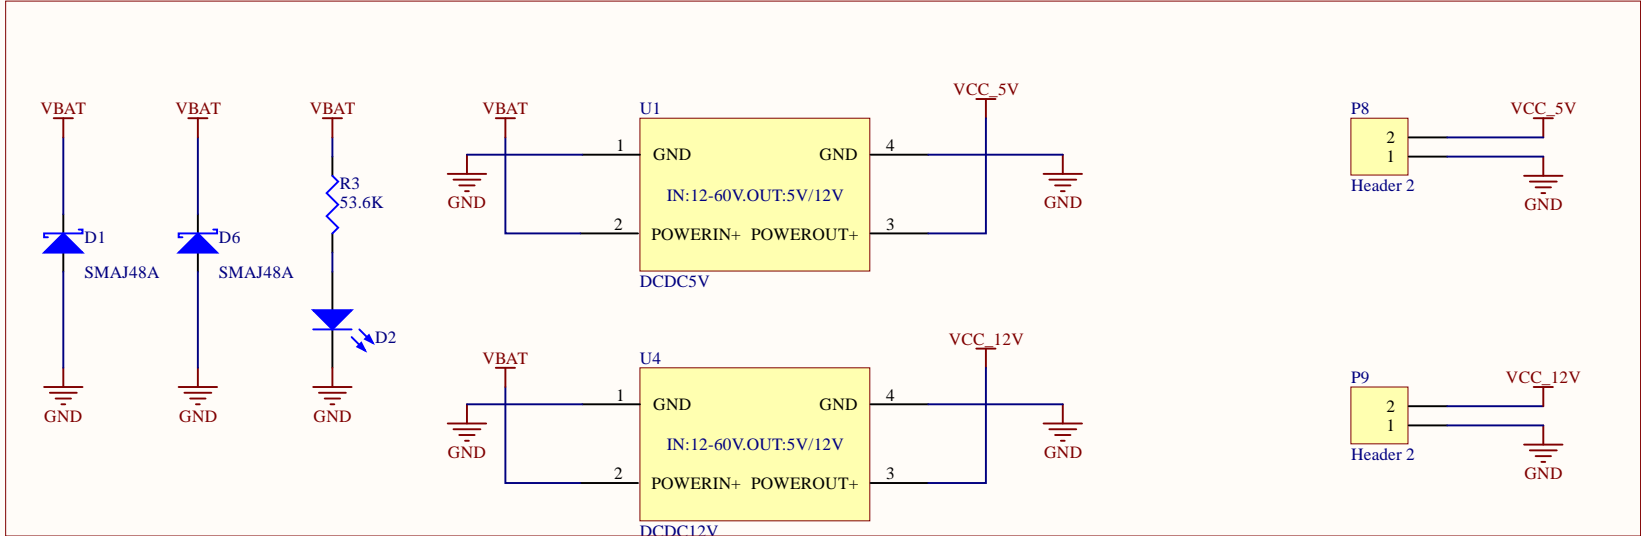 VBAT
VBAT
VBAT
VBAT
U1
VCC_5V
P8
VCC_5V
1
GND
GND
4
2
1
R3
53.6K
IN:12-60V.OUT:5V/12V
GND
GND
Header 2
GND
D1
D6
2
POWERIN+
POWEROUT+
3
SMAJ48A
SMAJ48A
DCDC5V
D2
VBAT
U4
VCC_12V
P9
VCC_12V
GND
GND
GND
1
GND
GND
4
2
1
IN:12-60V.OUT:5V/12V
GND
GND
Header 2
GND
2
POWERIN+
POWEROUT+
3
DCDC12V